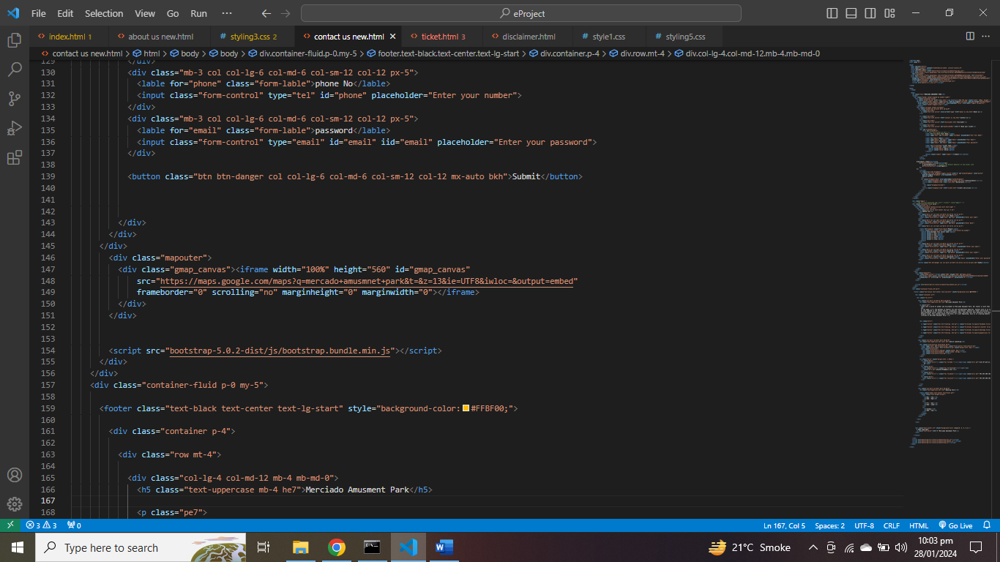 File Edit Selection View Go Run ··· eProject
index.html 1 about us new.html styling3.css 2 contact us new.html ticket.html 3 disclaimer.html style1.css styling5.css
contact us new.html > html > body > body > div.container-fluid.p-0.my-5 > footer.text-black.text-center.text-lg-start > div.container.p-4 > div.row.mt-4 > div.col-lg-4.col-md-12.mb-4.mb-md-0
129 </div>
130 <div class="mb-3 col col-lg-6 col-md-6 col-sm-12 col-12 px-5">
131 <lable for="phone" class="form-lable">phone No</lable>
132 <input class="form-control" type="tel" id="phone" placeholder="Enter your number">
133 </div>
134 <div class="mb-3 col col-lg-6 col-md-6 col-sm-12 col-12 px-5">
135 <lable for="email" class="form-lable">password</lable>
136 <input class="form-control" type="email" id="email" iid="email" placeholder="Enter your password">
137 </div>
138
139 <button class="btn btn-danger col col-lg-6 col-md-6 col-sm-12 col-12 mx-auto bkh">Submit</button>
140
141
142
143 </div>
144 </div>
145 </div>
146 <div class="mapouter">
147 <div class="gmap_canvas"><iframe width="100%" height="560" id="gmap_canvas"
148 src="https://maps.google.com/maps?q=mercado+amusmnet+park&t=&z=13&ie=UTF8&iwloc=&output=embed"
149 frameborder="0" scrolling="no" marginheight="0" marginwidth="0"></iframe>
150 </div>
151 </div>
152
153
154 <script src="bootstrap-5.0.2-dist/js/bootstrap.bundle.min.js"></script>
155 </div>
156 </div>
157 <div class="container-fluid p-0 my-5">
158
159 <footer class="text-black text-center text-lg-start" style="background-color: #FFBF00;">
160
161 <div class="container p-4">
162
163 <div class="row mt-4">
164
165 <div class="col-lg-4 col-md-12 mb-4 mb-md-0">
166 <h5 class="text-uppercase mb-4 he7">Merciado Amusment Park</h5>
167
168 <p class="pe7">
3 3 0 Ln 167, Col 5 Spaces: 2 UTF-8 CRLF HTML Go Live
Type here to search 21°C Smoke 10:03 pm
28/01/2024